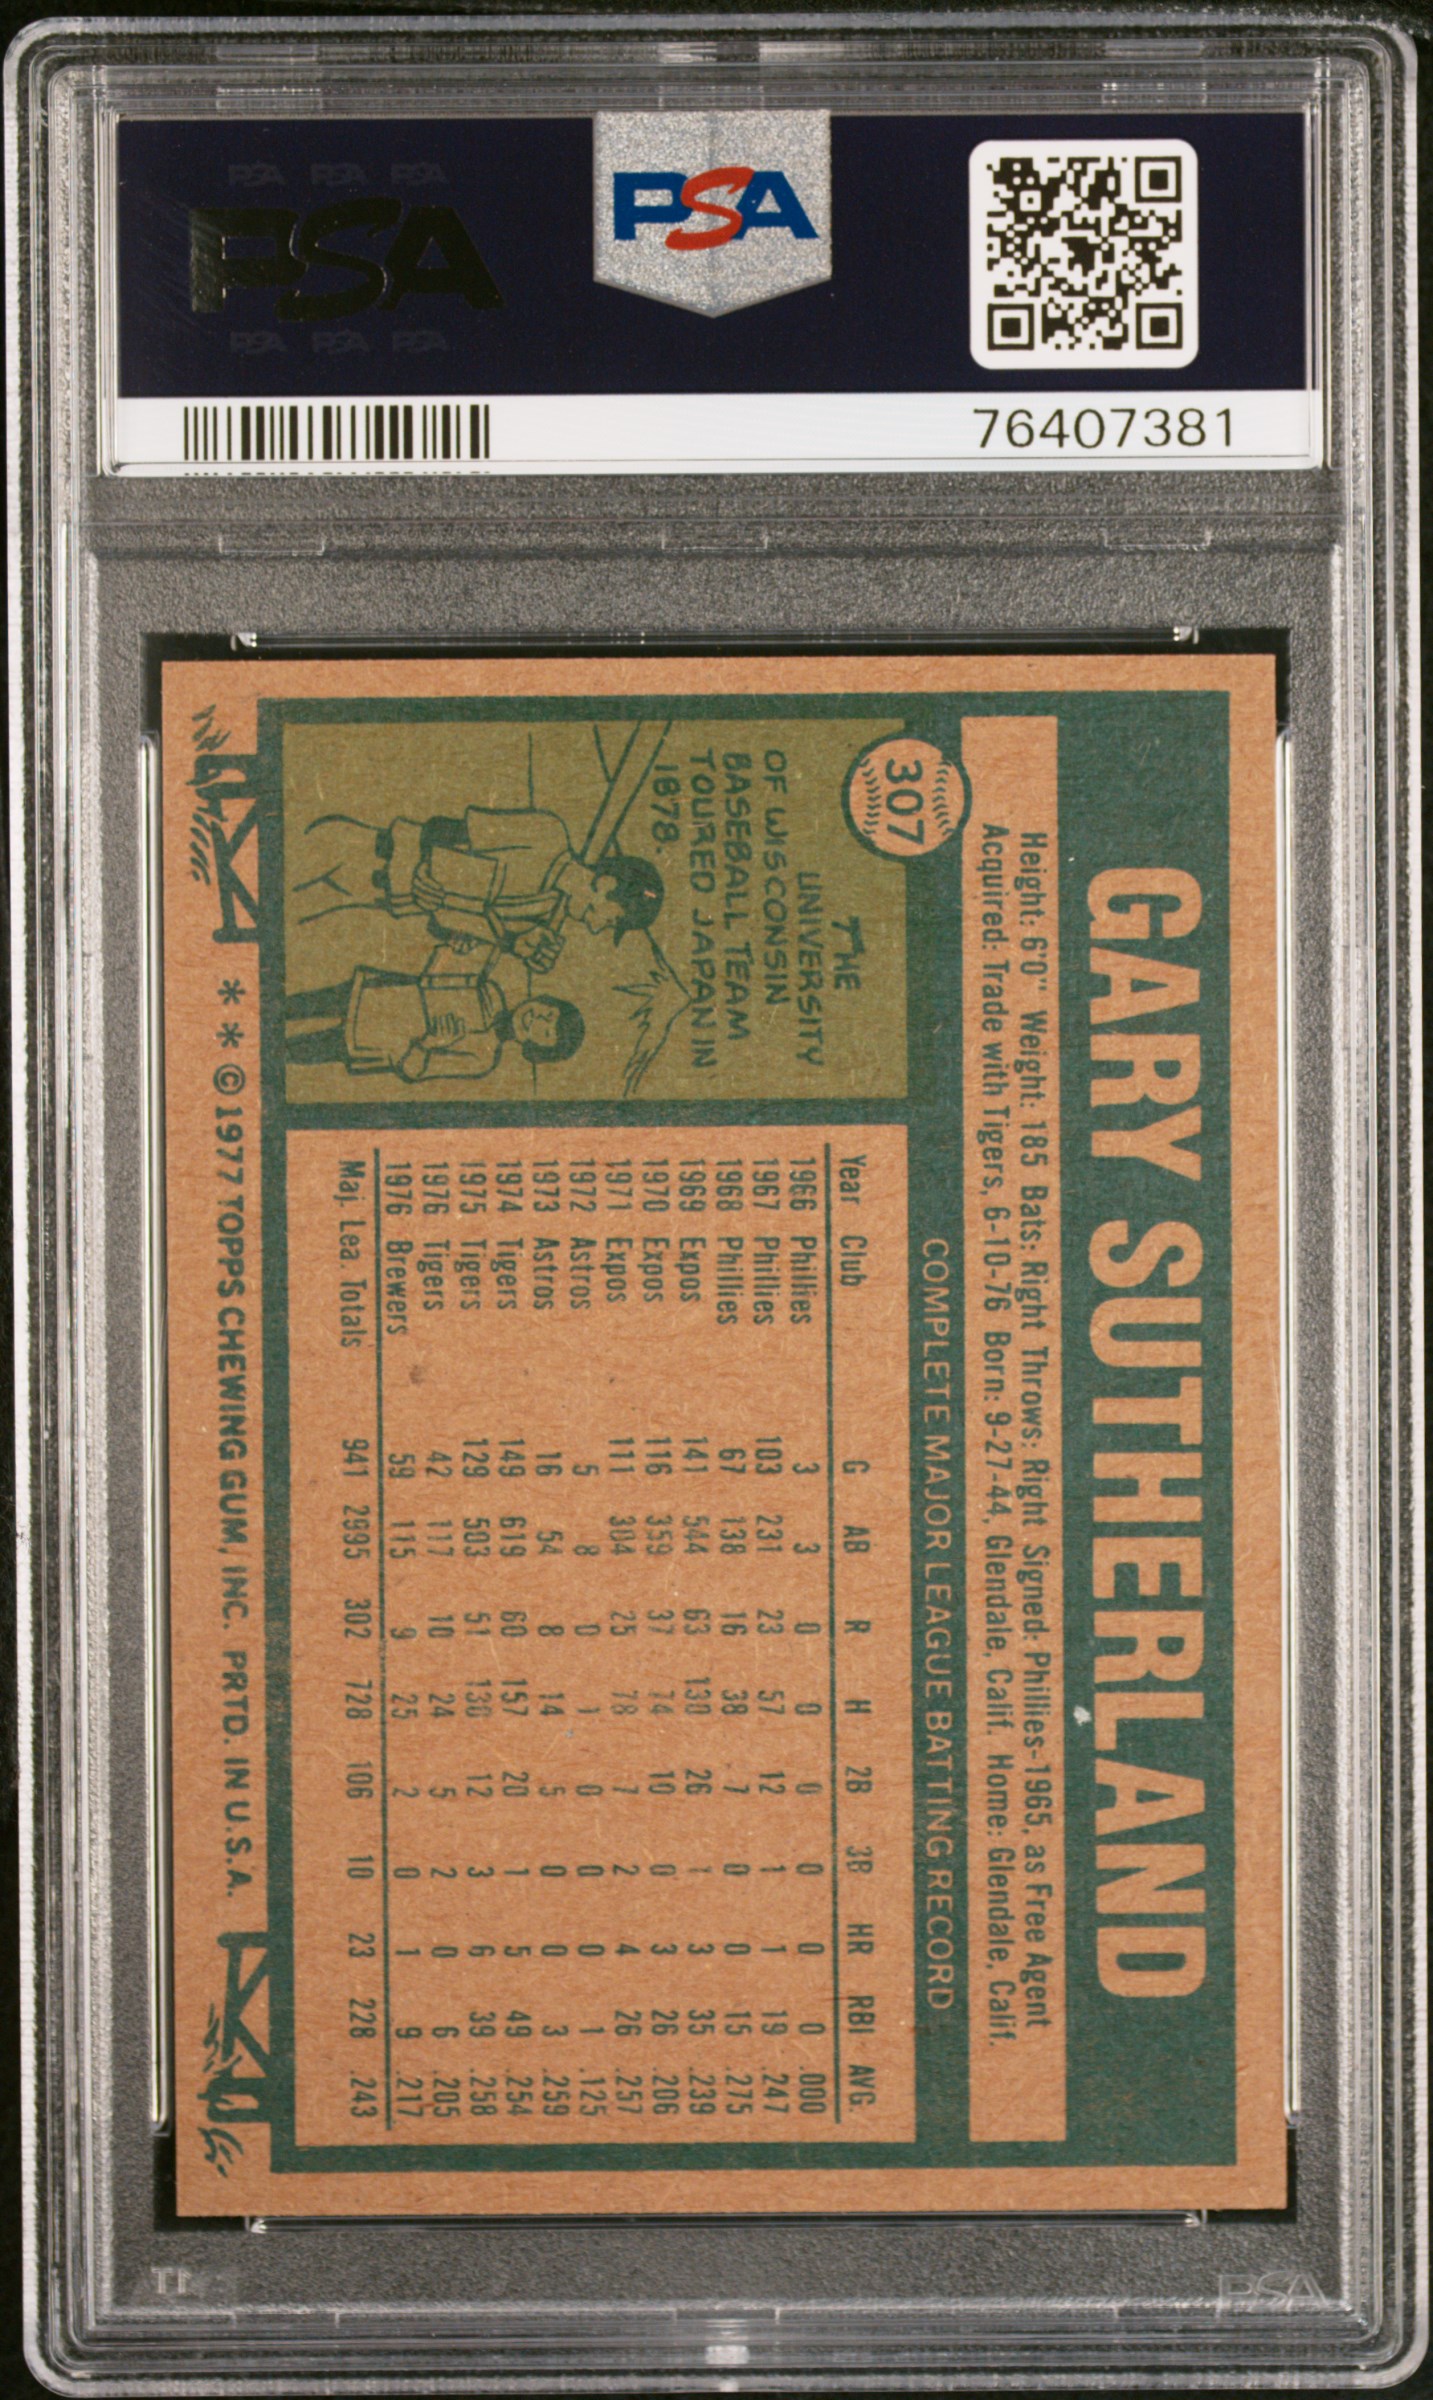 PSA PSA PSA
PSA
PSA PSA PSA
PSA
76407381
GARY SUTHERLAND
307
Height: 6'0" Weight: 185 Bats: Right Throws: Right Signed: Phillies-1965, as Free Agent
Acquired: Trade with Tigers, 6-10-76 Born: 9-27-44, Glendale, Calif. Home: Glendale, Calif.
THE
UNIVERSITY
OF WISCONSIN
BASEBALL TEAM
TOURED JAPAN IN
1878.
COMPLETE MAJOR LEAGUE BATTING RECORD
Year Club G AB R H 2B 3B HR RBI AVG.
1966 Phillies 3 3 0 0 0 0 0 0 .000
1967 Phillies 103 231 23 57 12 1 1 19 .247
1968 Phillies 67 138 16 38 7 0 0 15 .275
1969 Expos 141 544 63 130 26 1 3 35 .239
1970 Expos 116 359 37 74 10 0 3 26 .206
1971 Expos 111 304 25 78 7 2 4 26 .257
1972 Astros 5 8 0 1 0 0 0 1 .125
1973 Astros 16 54 8 14 5 0 0 3 .259
1974 Tigers 149 619 60 157 20 1 5 49 .254
1975 Tigers 129 503 51 130 12 3 6 39 .258
1976 Tigers 42 117 10 24 5 2 0 6 .205
1976 Brewers 59 115 9 25 2 0 1 9 .217
Maj. Lea. Totals 941 2995 302 728 106 10 23 228 .243
* * © 1977 TOPPS CHEWING GUM, INC. PRTD. IN U.S.A.
PSA